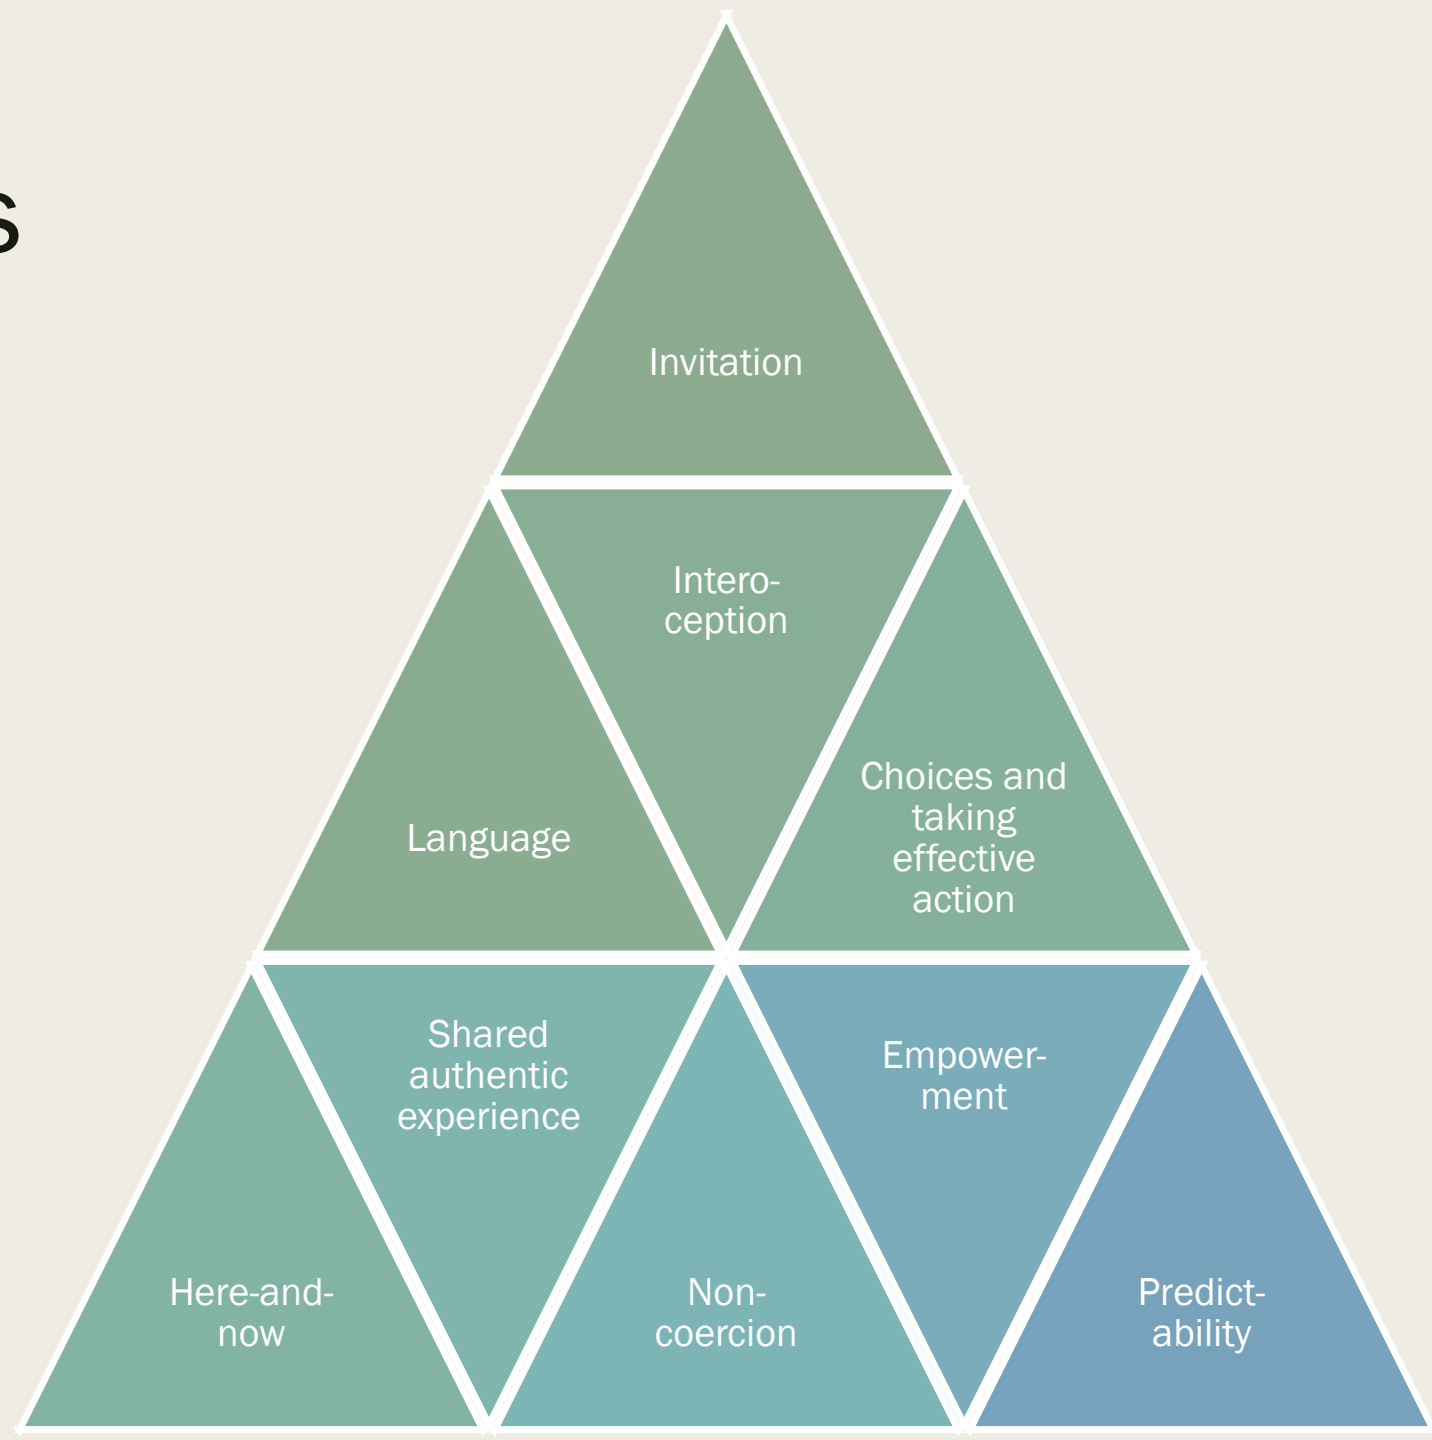 s
Invitation
Intero-
ception
Language
Choices and
taking
effective
action
Shared
authentic
experience
Empower-
ment
Here-and-
now
Non-
coercion
Predict-
ability